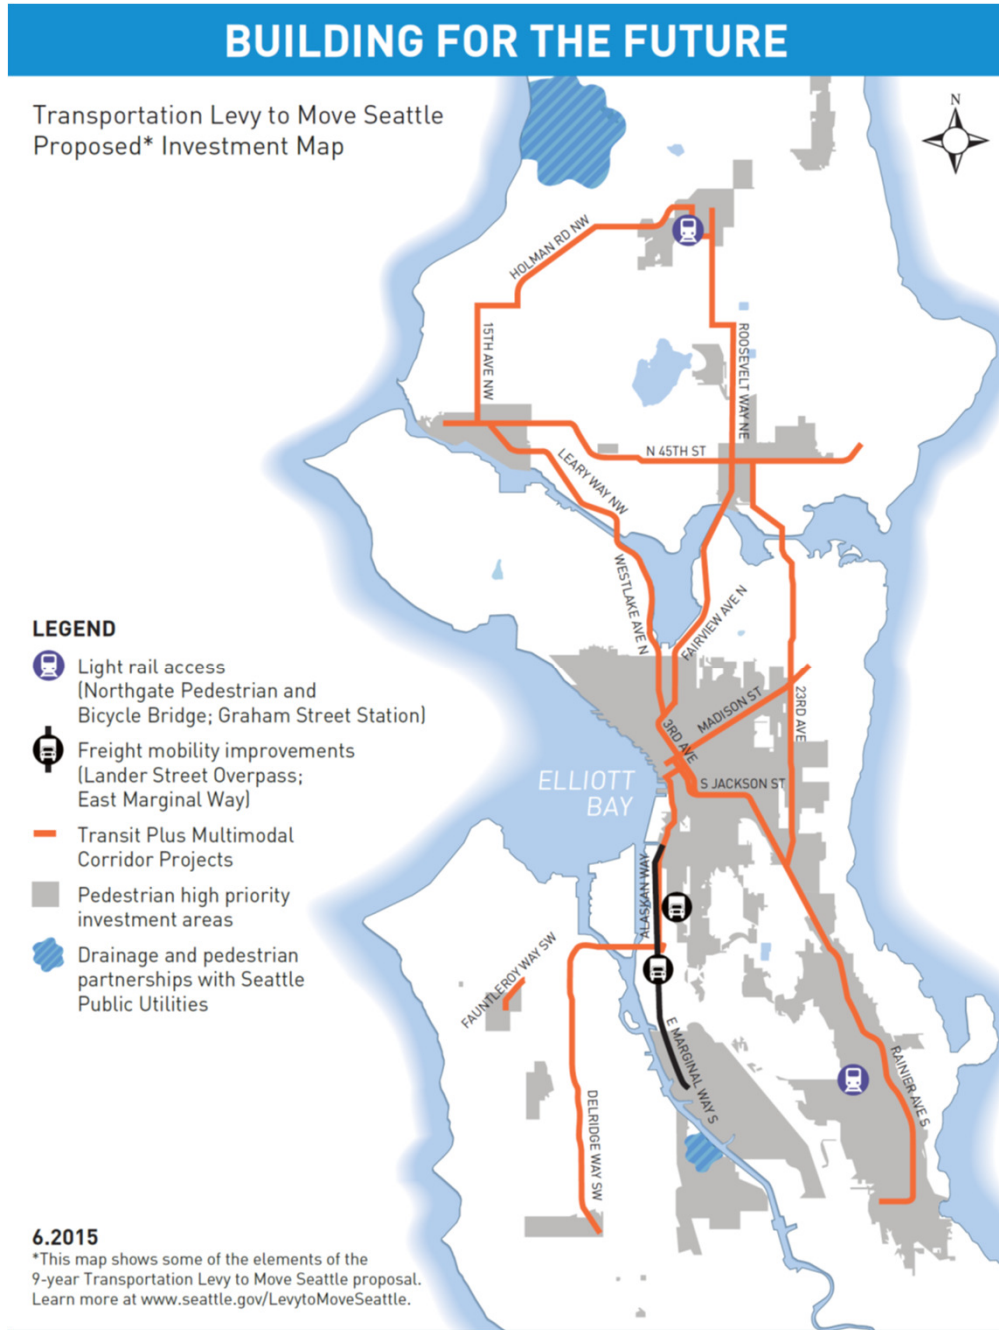 BUILDING FOR THE FUTURE
Transportation Levy to Move Seattle
Proposed* Investment Map
N
HOLMAN RD NW
15TH AVE NW
ROOSEVELT WAY NE
N 45TH ST
LEARY WAY NW
WESTLAKE AVE N
FAIRVIEW AVE N
MADISON ST
23RD AVE
3RD AVE
S JACKSON ST
ELLIOTT
BAY
ALASKAN WAY
FAUNTLEROY WAY SW
E MARGINAL WAY S
RAINIER AVE S
DELRIDGE WAY SW
LEGEND
Light rail access
(Northgate Pedestrian and
Bicycle Bridge; Graham Street Station)
Freight mobility improvements
(Lander Street Overpass;
East Marginal Way)
Transit Plus Multimodal
Corridor Projects
Pedestrian high priority
investment areas
Drainage and pedestrian
partnerships with Seattle
Public Utilities
6.2015
*This map shows some of the elements of the
9-year Transportation Levy to Move Seattle proposal.
Learn more at www.seattle.gov/LevytoMoveSeattle.